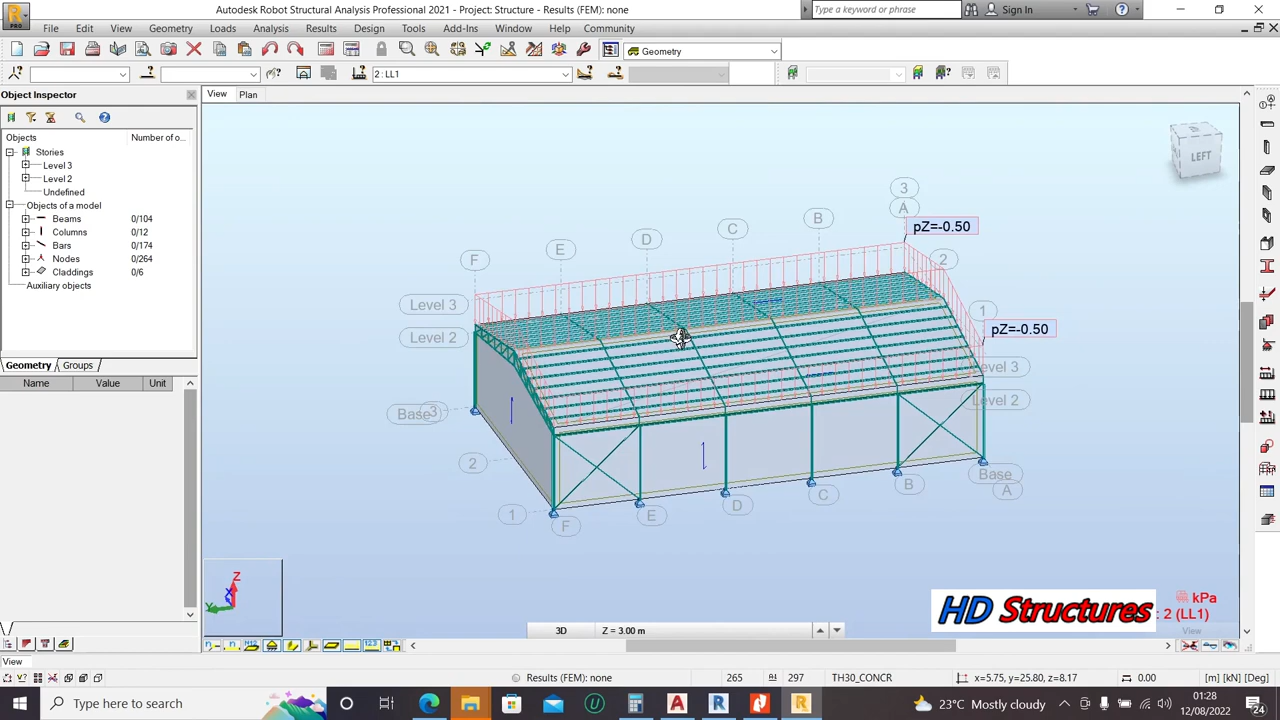 Autodesk Robot Structural Analysis Professional 2021 - Project: Structure - Results (FEM): none
Type a keyword or phrase
Sign In
PRO
File Edit View Geometry Loads Analysis Results Design Tools Add-Ins Window Help Community
Geometry
2 : LL1
Object Inspector
View Plan
Objects Number of o...
Stories
Level 3
Level 2
Undefined
Objects of a model
Beams 0/104
Columns 0/12
Bars 0/174
Nodes 0/264
Claddings 0/6
Auxiliary objects
Geometry Groups
Name Value Unit
LEFT
3
A
pZ=-0.50
B
C
D
E
F
2
1
pZ=-0.50
Level 3
Level 2
Level 3
Level 2
Base
3
2
1
F
E
D
C
B
A
Base
Z
X
Y
kPa
HD Structures
: 2 (LL1)
View
3D Z = 3.00 m
View
Results (FEM): none 265 297 TH30_CONCR x=5.75, y=25.80, z=8.17 0.00 [m] [kN] [Deg]
Type here to search
23°C Mostly cloudy
01:28
12/08/2022
24